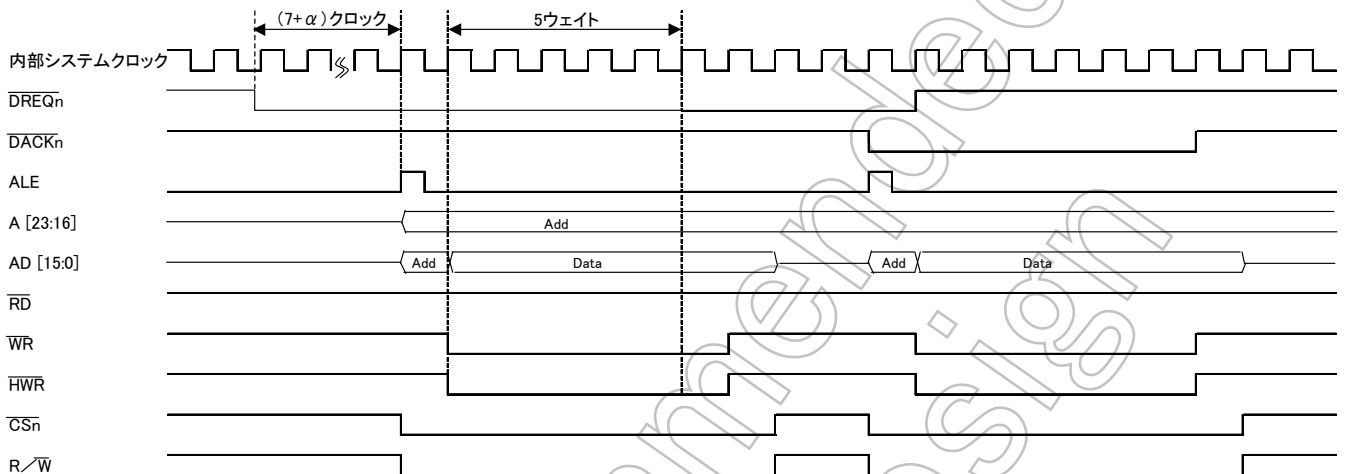 (7+α)クロック 5ウェイト
内部システムクロック
DREQn
DACKn
ALE
A [23:16] Add
AD [15:0] Add Data Add Data
RD
WR
HWR
CSn
R／W